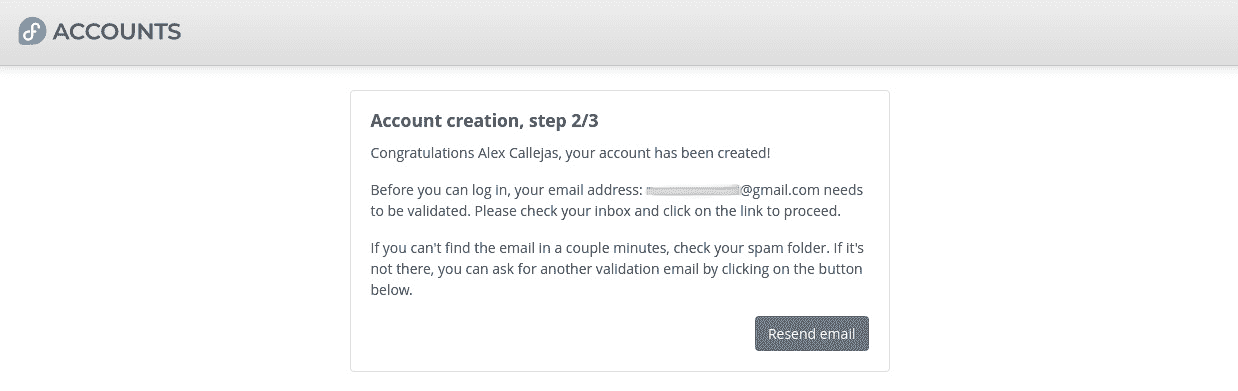 ACCOUNTS
Account creation, step 2/3
Congratulations Alex Callejas, your account has been created!
Before you can log in, your email address: @gmail.com needs
to be validated. Please check your inbox and click on the link to proceed.
If you can't find the email in a couple minutes, check your spam folder. If it's
not there, you can ask for another validation email by clicking on the button
below.
Resend email